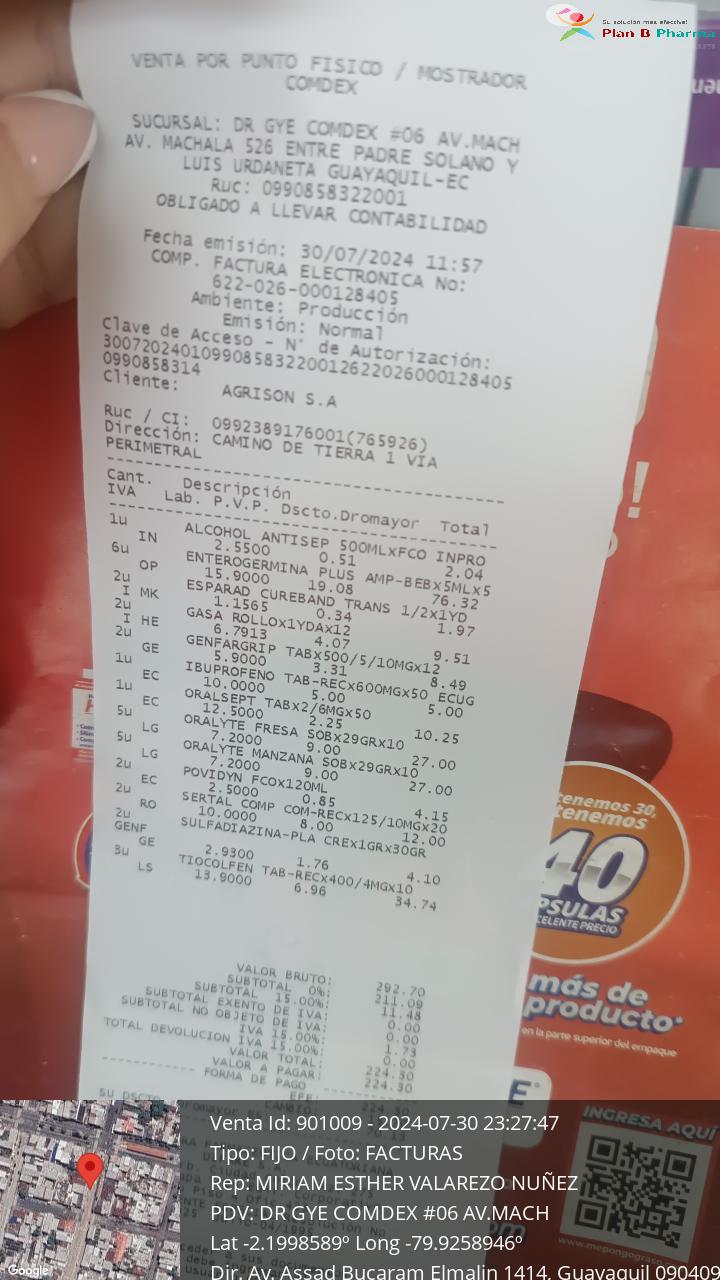 Su solución mas efectiva!
Plan B Pharma
VENTA POR PUNTO FISICO / MOSTRADOR
COMDEX
SUCURSAL: DR GYE COMDEX #06 AV.MACH
AV. MACHALA 526 ENTRE PADRE SOLANO Y
LUIS URDANETA GUAYAQUIL-EC
Ruc: 0990858322001
OBLIGADO A LLEVAR CONTABILIDAD
Fecha emisión: 30/07/2024 11:57
COMP. FACTURA ELECTRONICA No:
622-026-000128405
Ambiente: Producción
Emisión: Normal
Clave de Acceso - N° de Autorización:
300720240109908583220012622026000128405
0990858314
Cliente: AGRISON S.A
Ruc / CI: 0992389176001(765926)
Dirección: CAMINO DE TIERRA 1 VIA
PERIMETRAL
Cant. Descripción
IVA Lab. P.V.P. Dscto.Dromayor Total
1u ALCOHOL ANTISEP 500MLxFCO INPRO
IN 2.5500 0.51 2.04
6u ENTEROGERMINA PLUS AMP-BEBx5MLx5
OP 15.9000 19.08 76.32
2u ESPARAD CUREBAND TRANS 1/2x1YD
I MK 1.1565 0.34 1.97
2u GASA ROLLOx1YDAx12
I HE 6.7913 4.07 9.51
2u GENFARGRIP TABx500/5/10MGx12
GE 5.9000 3.31 8.49
1u IBUPROFENO TAB-RECx600MGx50 ECUG
EC 10.0000 5.00 5.00
1u ORALSEPT TABx2/6MGx50
EC 12.5000 2.25 10.25
5u ORALYTE FRESA SOBx29GRx10
LG 7.2000 9.00 27.00
5u ORALYTE MANZANA SOBx29GRx10
LG 7.2000 9.00 27.00
2u POVIDYN FCOx120ML
EC 2.5000 0.85 4.15
2u SERTAL COMP COM-RECx125/10MGx20
RO 10.0000 8.00 12.00
2u SULFADIAZINA-PLA CREx1GRx30GR
GENF
GE 2.9300 1.76 4.10
3u TIOCOLFEN TAB-RECx400/4MGx10
LS 13.9000 6.96 34.74
VALOR BRUTO: 292.70
SUBTOTAL 0%: 211.09
SUBTOTAL 15.00%: 11.48
SUBTOTAL EXENTO DE IVA: 0.00
SUBTOTAL NO OBJETO DE IVA: 0.00
IVA 15.00%: 1.73
TOTAL DEVOLUCION IVA 15.00%: 0.00
VALOR TOTAL: 224.30
VALOR A PAGAR: 224.30
FORMA DE PAGO
tenemos 30,
tenemos
40
PSULAS
CELENTE PRECIO
más de
producto*
en la parte superior del empaque
INGRESA AQUÍ
Venta Id: 901009 - 2024-07-30 23:27:47
Tipo: FIJO / Foto: FACTURAS
Rep: MIRIAM ESTHER VALAREZO NUÑEZ
PDV: DR GYE COMDEX #06 AV.MACH
Lat -2.1998589º Long -79.9258946º
Dir. Av. Assad Bucaram Elmalin 1414, Guayaquil 090409
Google